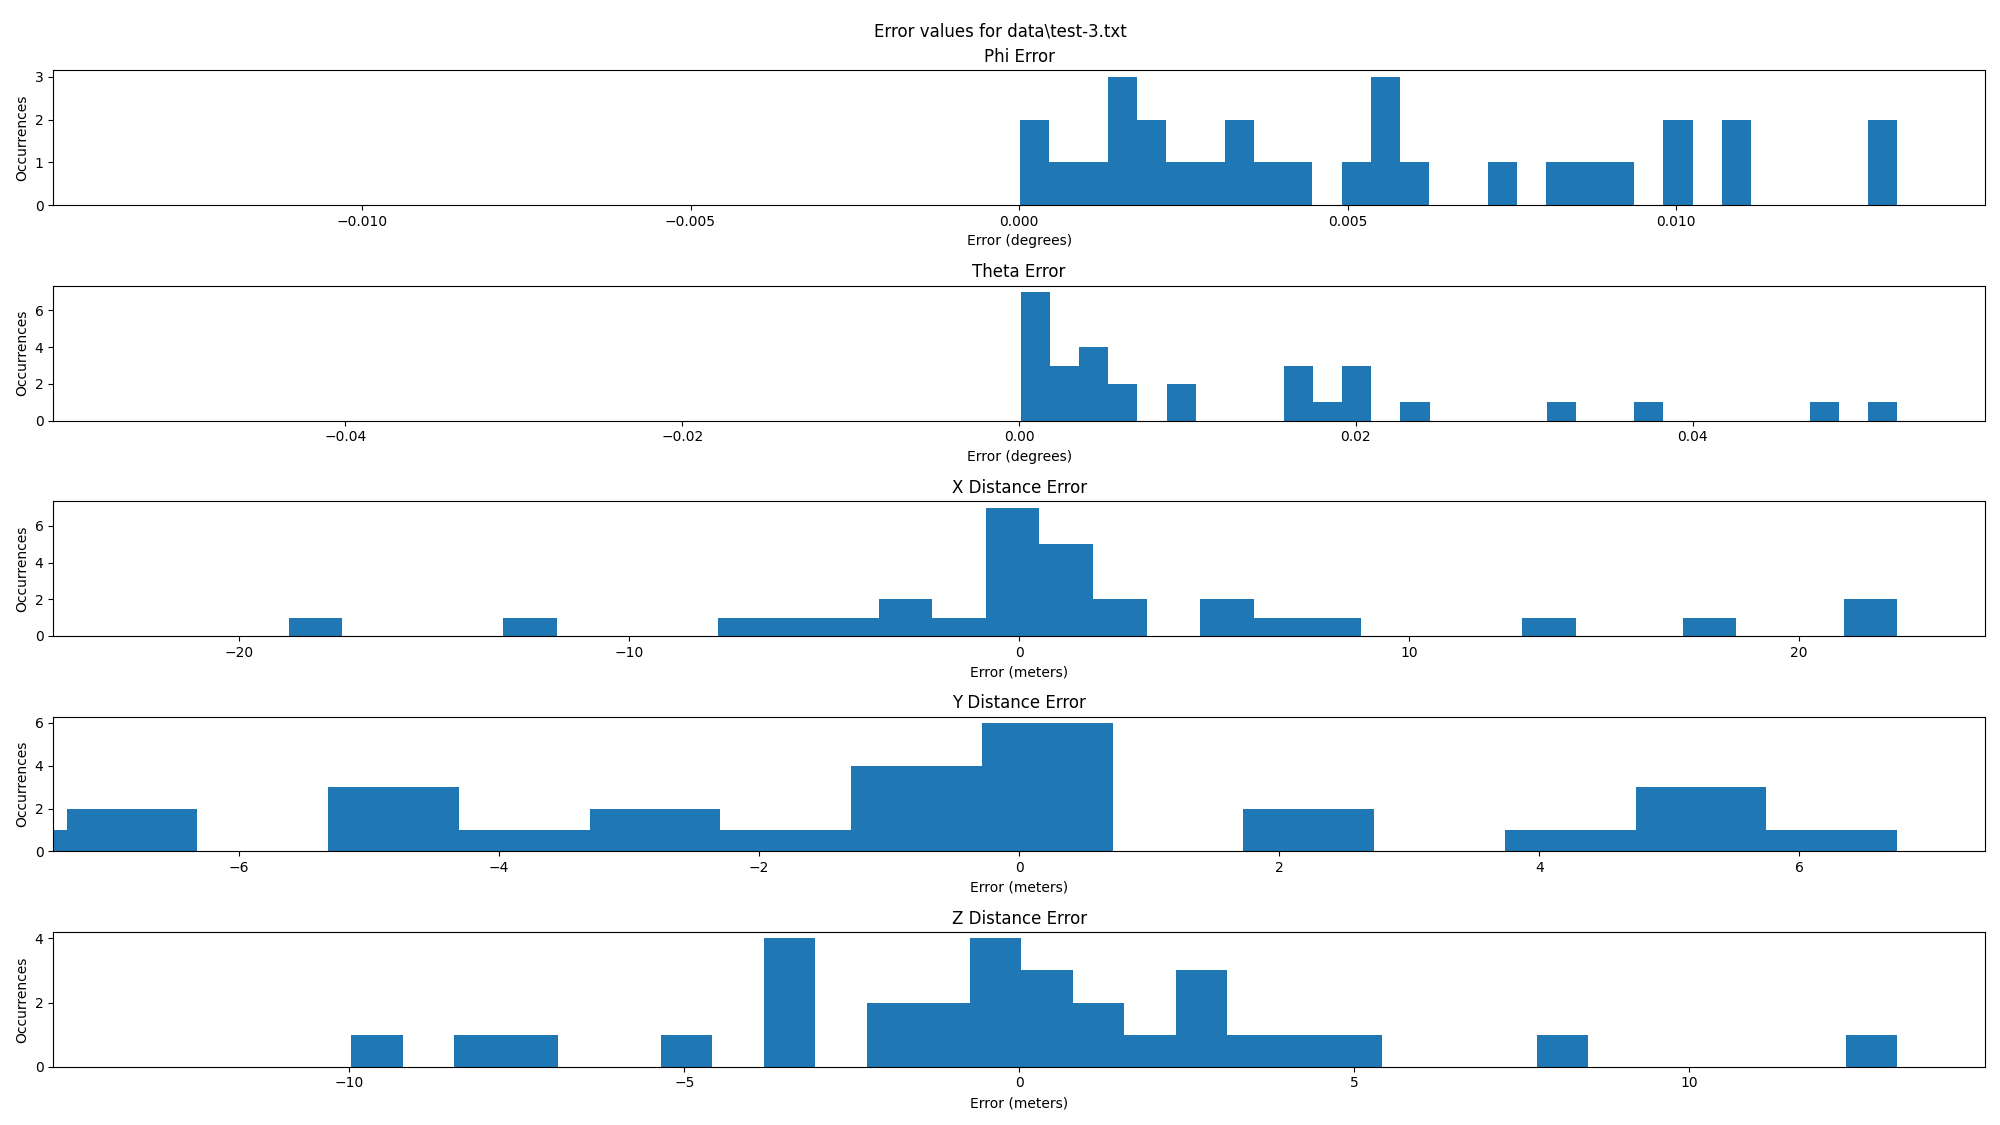 Error values for data\test-3.txt
Phi Error
Occurrences
3
2
1
0
−0.010 −0.005 0.000 0.005 0.010
Error (degrees)
Theta Error
Occurrences
6
4
2
0
−0.04 −0.02 0.00 0.02 0.04
Error (degrees)
X Distance Error
Occurrences
6
4
2
0
−20 −10 0 10 20
Error (meters)
Y Distance Error
Occurrences
6
4
2
0
−6 −4 −2 0 2 4 6
Error (meters)
Z Distance Error
Occurrences
4
2
0
−10 −5 0 5 10
Error (meters)